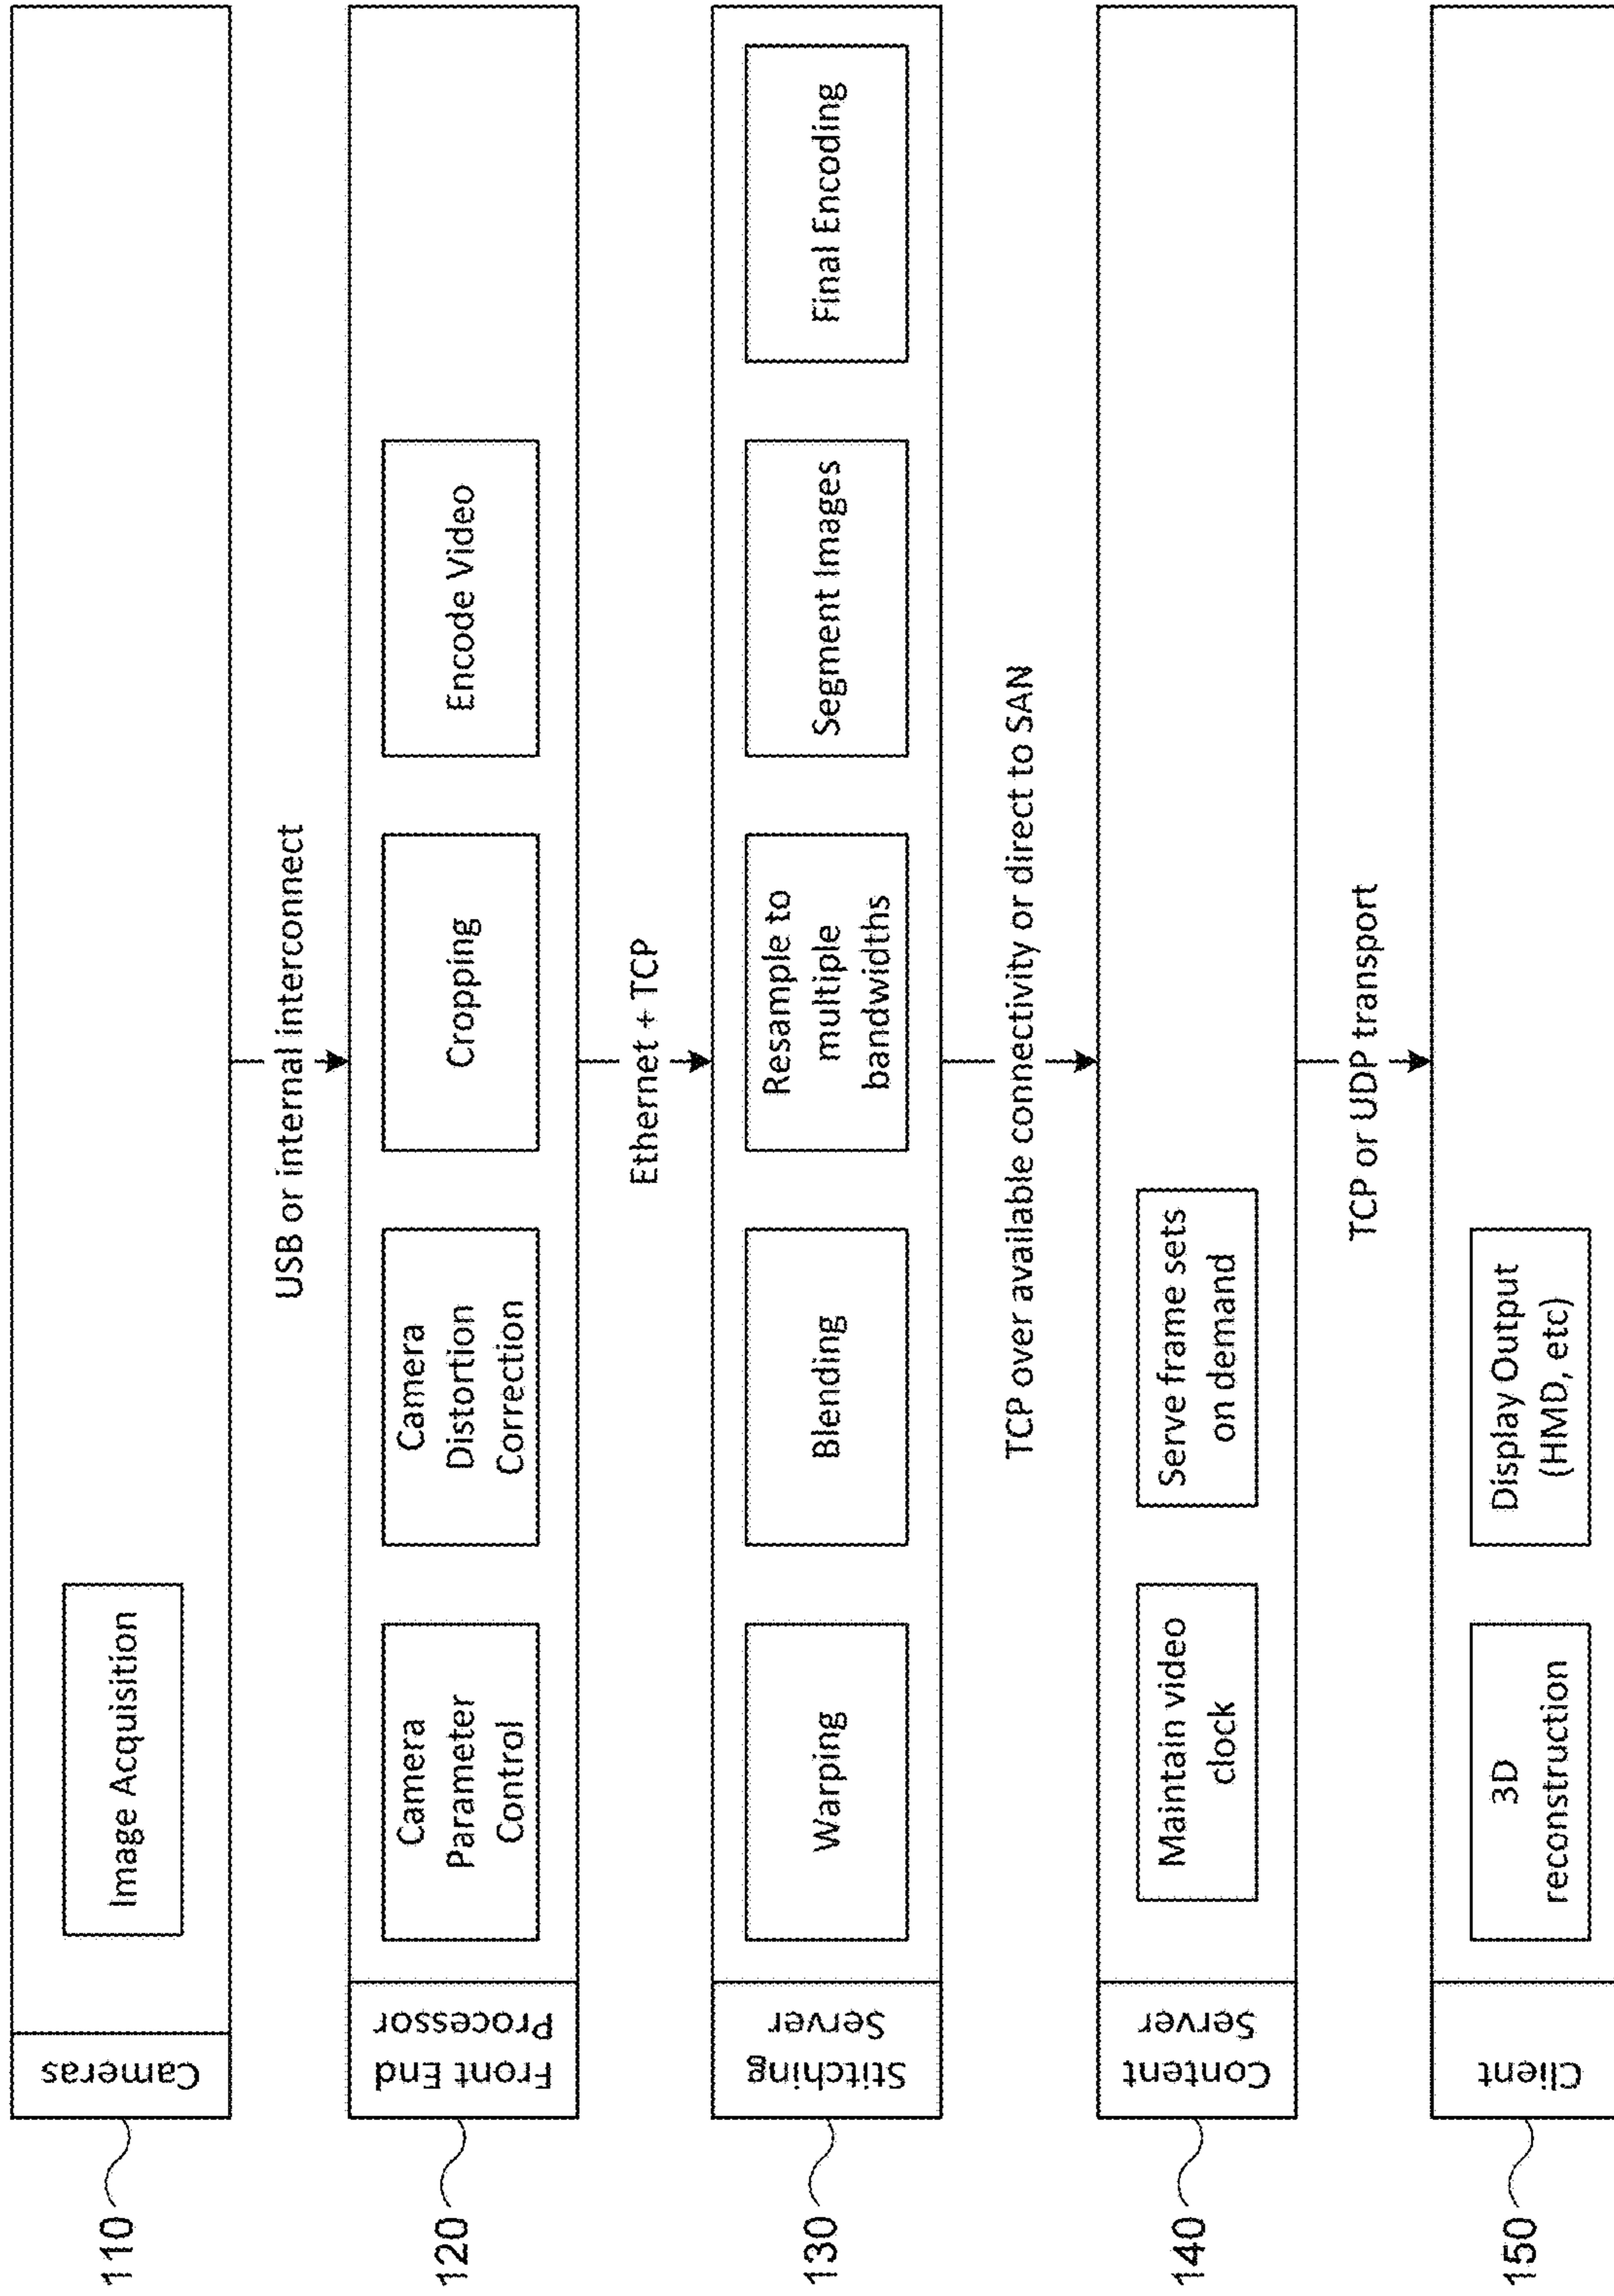 110
Cameras
Image Acquisition
USB or internal interconnect
120
Front End
Processor
Camera
Parameter
Control
Camera
Distortion
Correction
Cropping
Encode Video
Ethernet + TCP
130
Stitching
Server
Warping
Blending
Resample to
multiple
bandwidths
Segment Images
Final Encoding
TCP over available connectivity or direct to SAN
140
Content
Server
Maintain video
clock
Serve frame sets
on demand
TCP or UDP transport
150
Client
3D
reconstruction
Display Output
(HMD, etc)